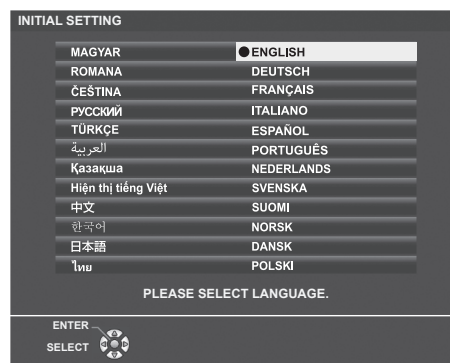 INITIAL SETTING
MAGYAR ENGLISH
ROMANA DEUTSCH
ČEŠTINA FRANÇAIS
РУССКИЙ ITALIANO
TÜRKÇE ESPAÑOL
العربية PORTUGUÊS
Қазақша NEDERLANDS
Hiện thị tiếng Việt SVENSKA
中文 SUOMI
한국어 NORSK
日本語 DANSK
ไทย POLSKI
PLEASE SELECT LANGUAGE.
ENTER
SELECT